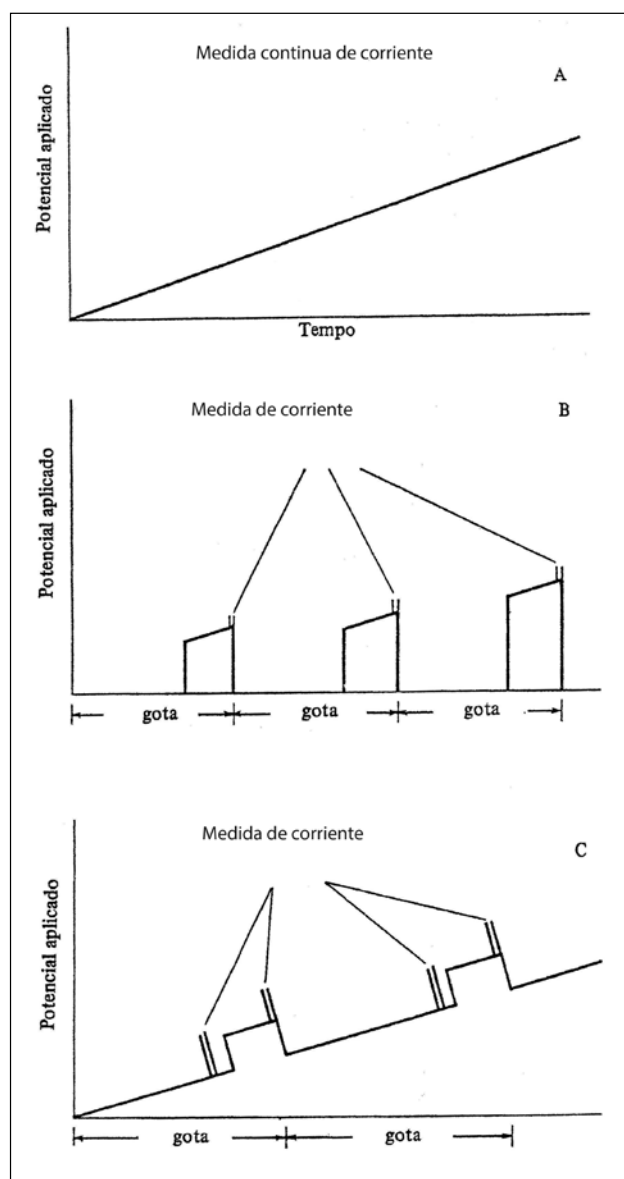 Medida continua de corriente
A
Potencial aplicado
Tempo
Medida de corriente
B
Potencial aplicado
gota gota gota
Medida de corriente
C
Potencial aplicado
gota gota